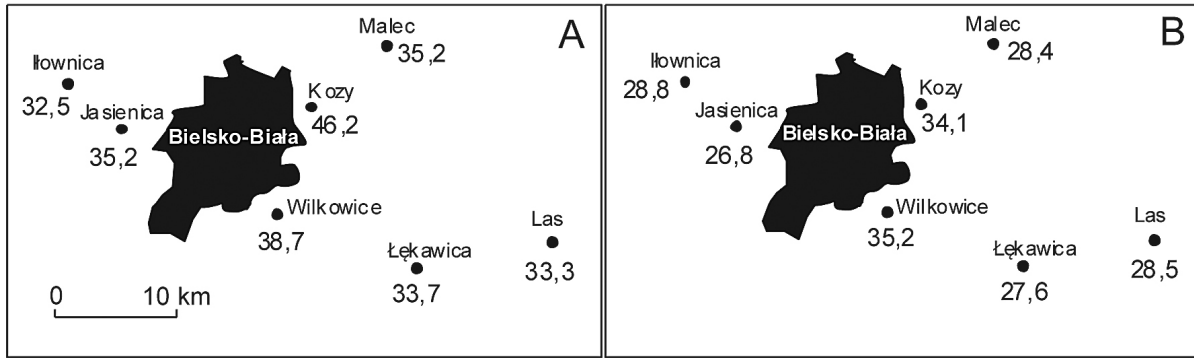 A
Malec
35,2
Iłownica
32,5
Jasienica
35,2
Kozy
46,2
Bielsko-Biała
Wilkowice
38,7
Las
33,3
Łękawica
33,7
0 10 km
B
Malec
28,4
Iłownica
28,8
Jasienica
26,8
Kozy
34,1
Bielsko-Biała
Wilkowice
35,2
Las
28,5
Łękawica
27,6